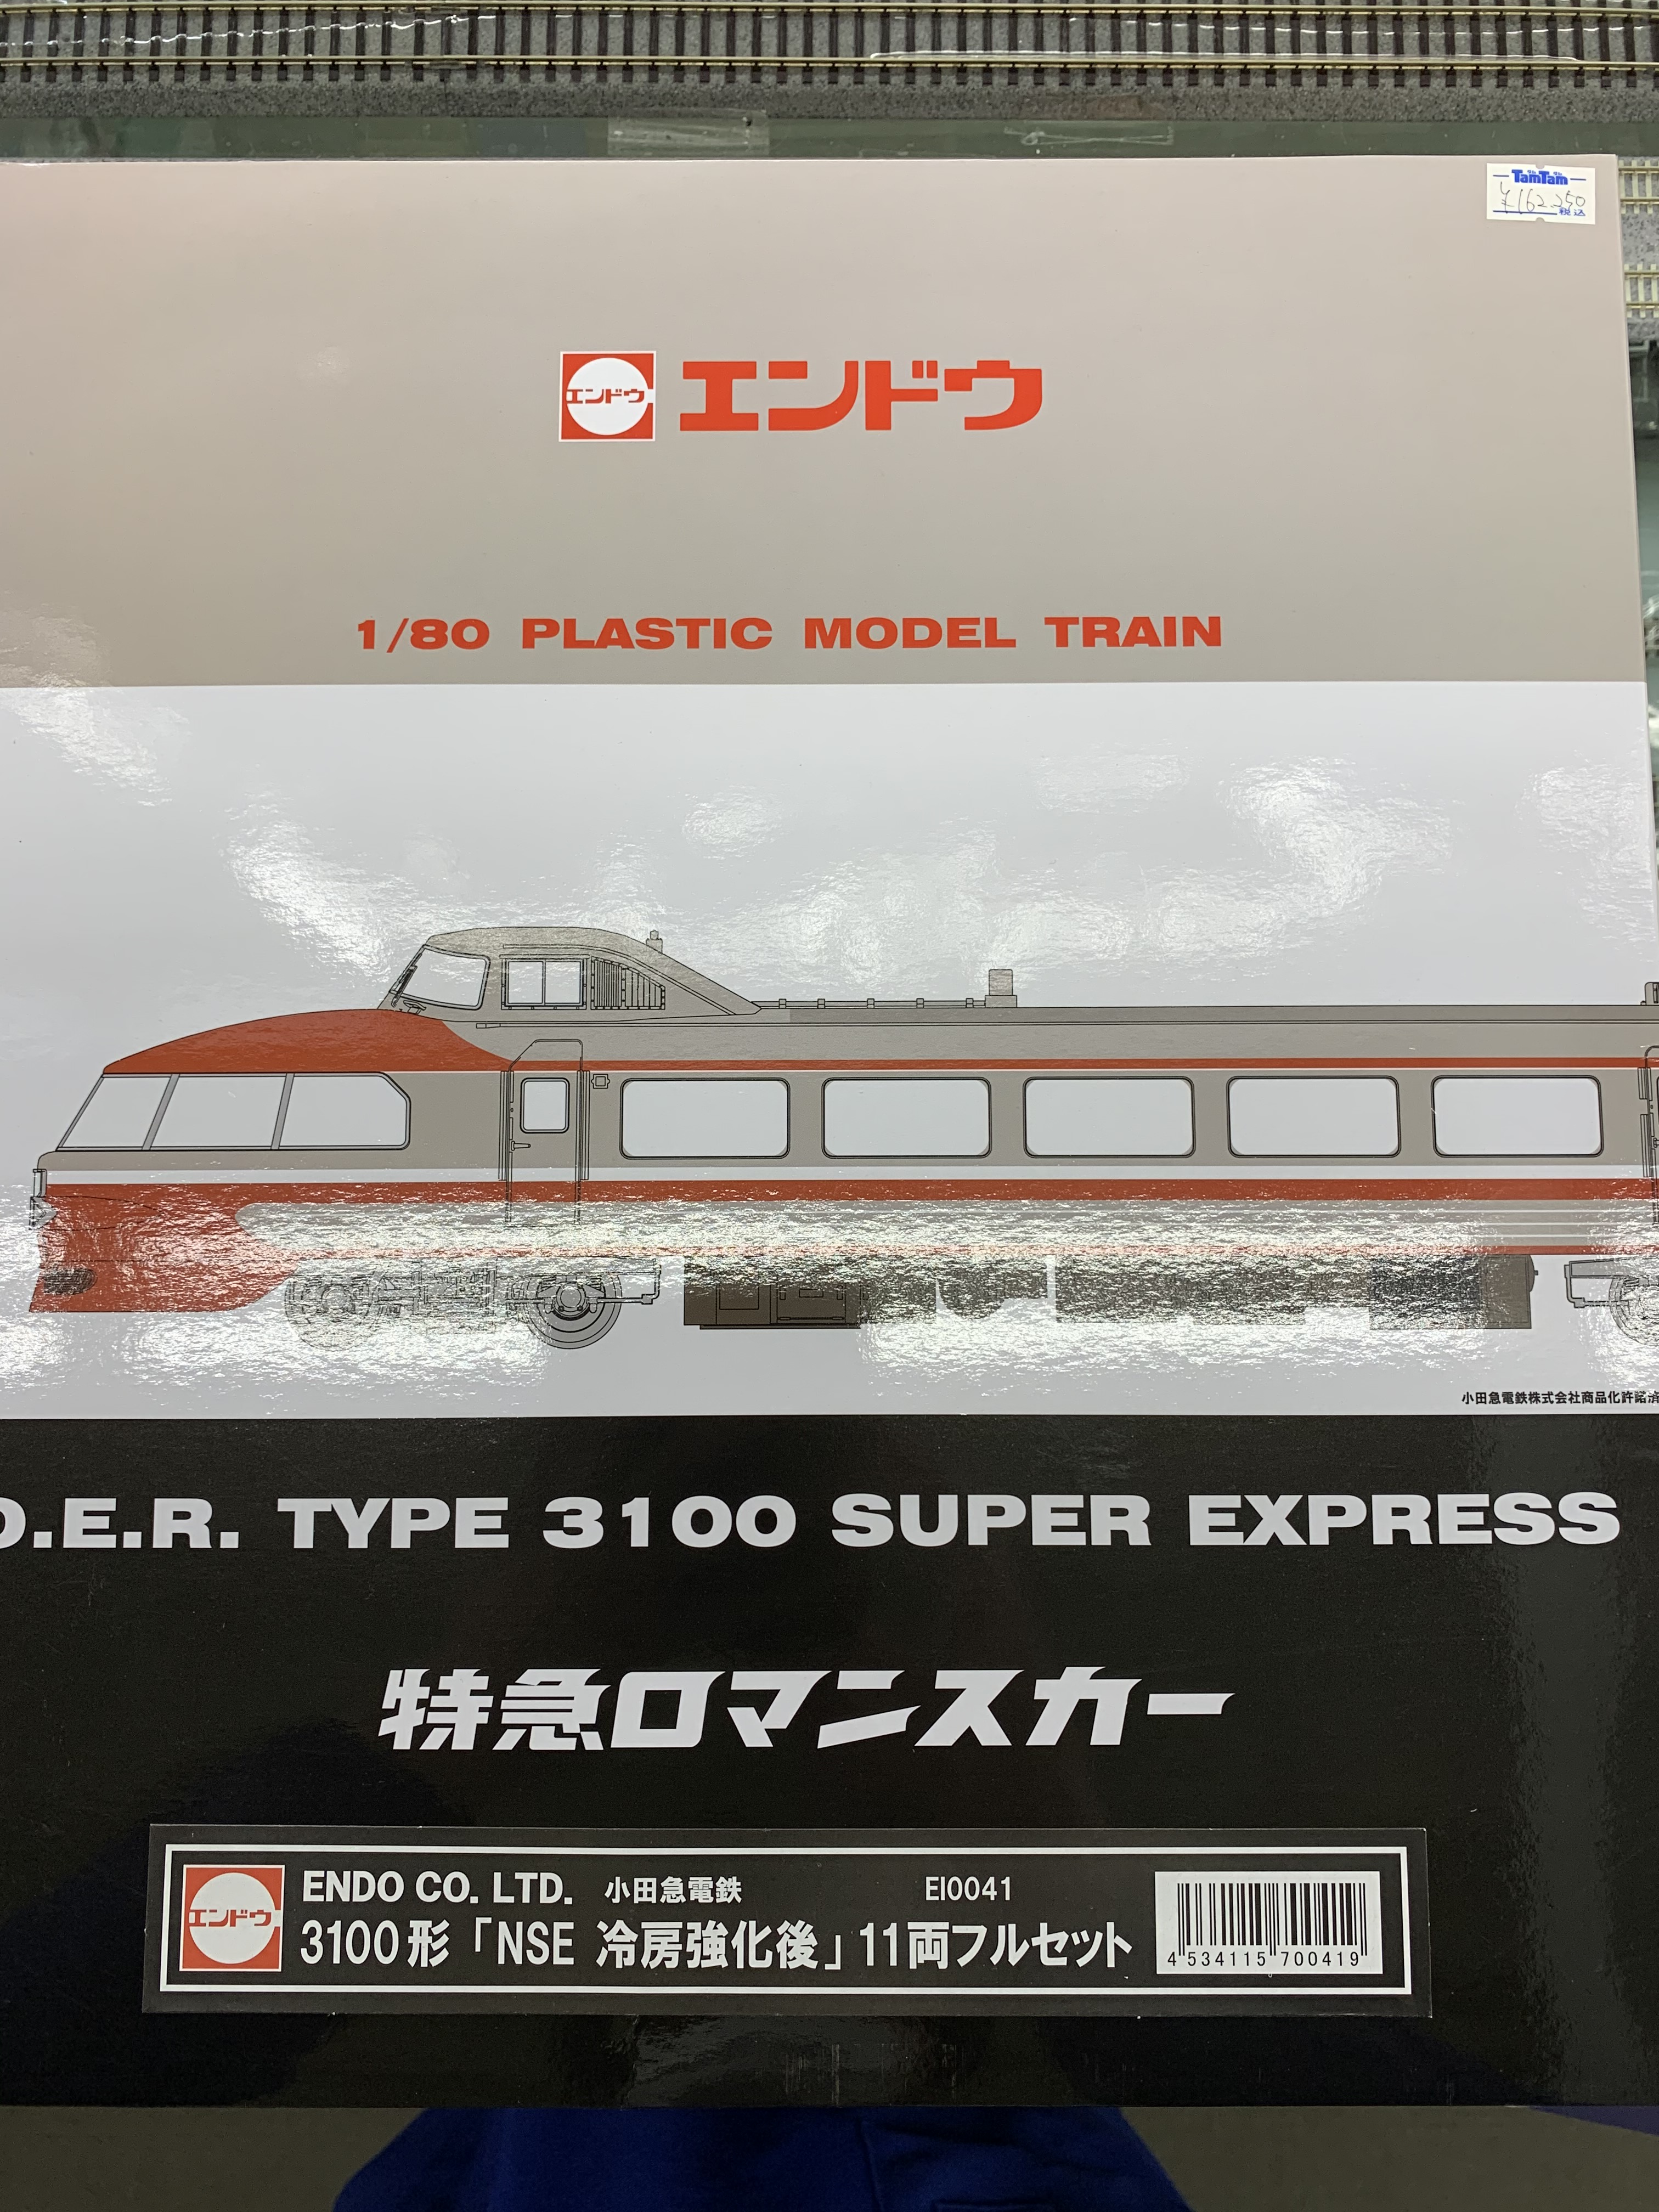 TamTam
¥162,250
税込
エンドウ
エンドウ
1/80 PLASTIC MODEL TRAIN
小田急電鉄株式会社商品化許諾済
O.E.R. TYPE 3100 SUPER EXPRESS
特急ロマンスカー
エンドウ
ENDO CO. LTD. 小田急電鉄 EI0041
3100形「NSE 冷房強化後」11両フルセット
4 534115 700419